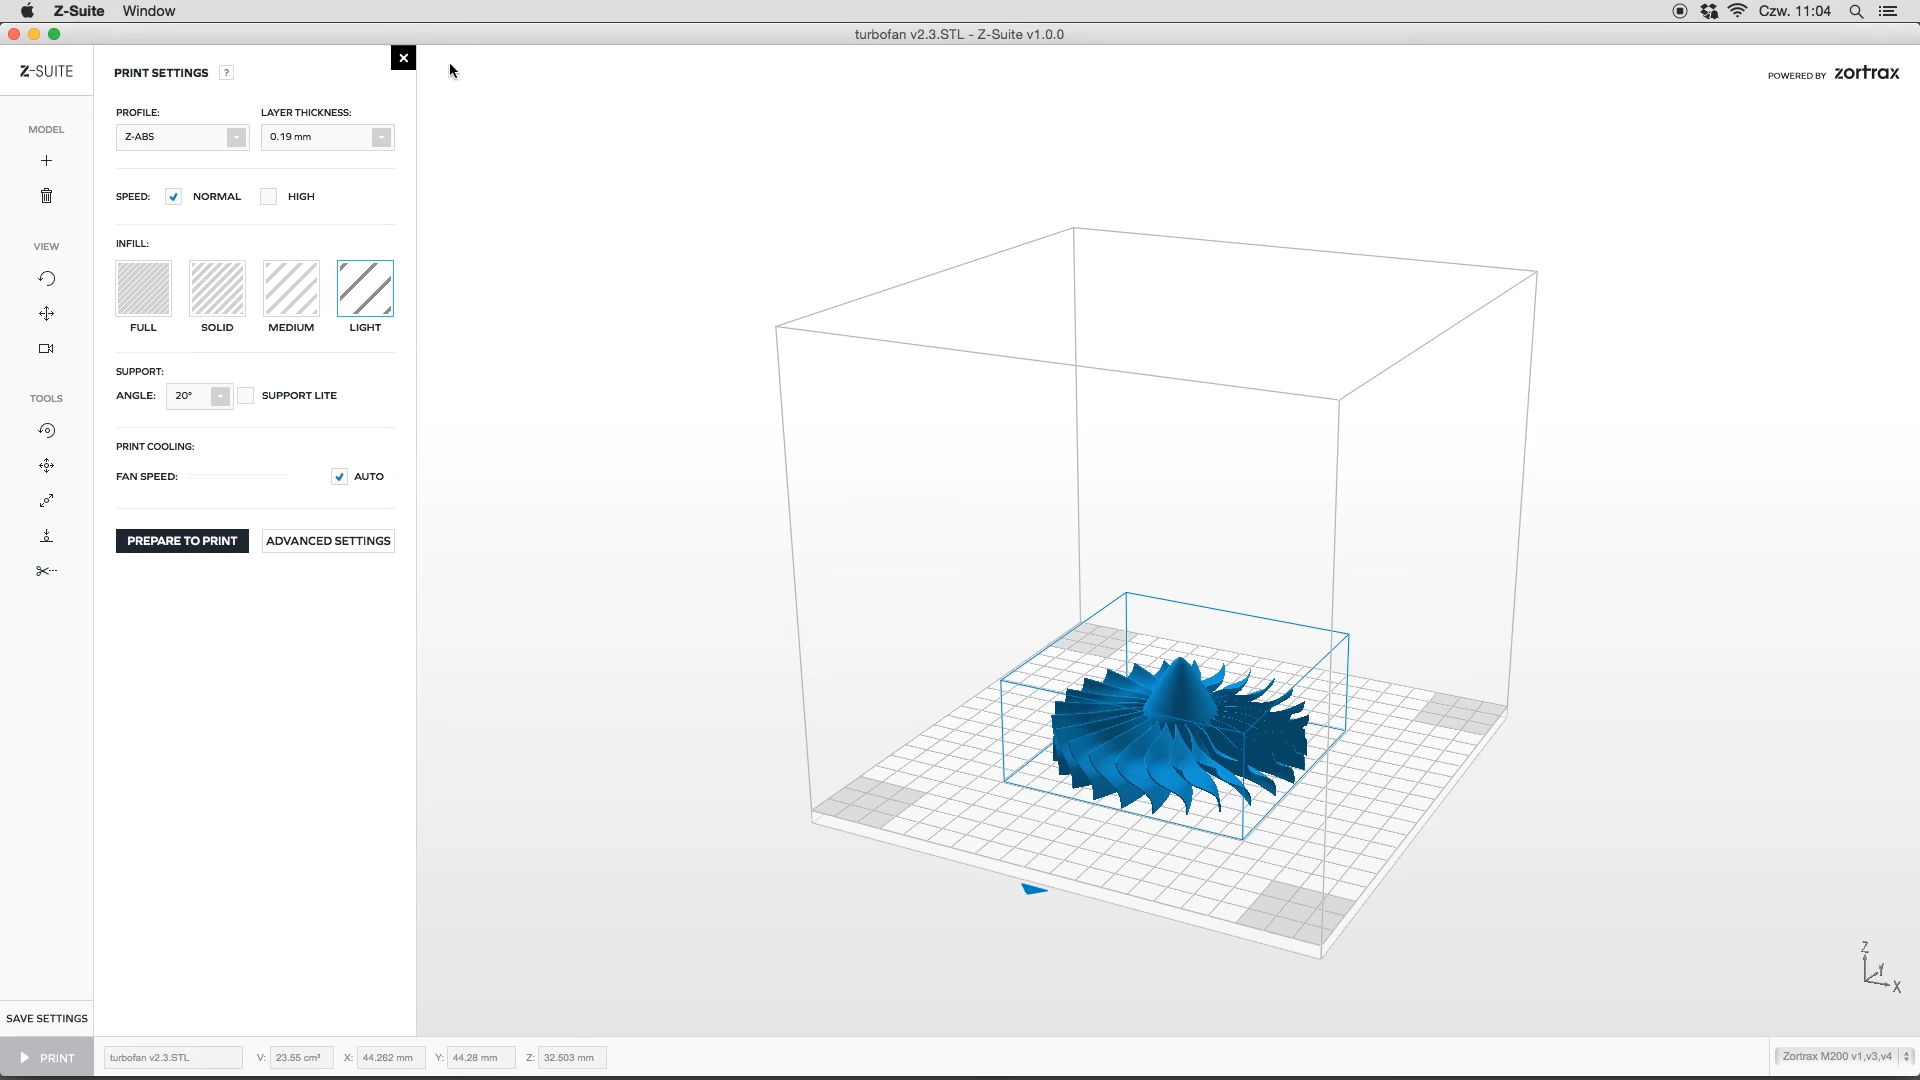 Z-Suite Window Czw. 11:04
turbofan v2.3.STL - Z-Suite v1.0.0
Z-SUITE
MODEL
VIEW
TOOLS
SAVE SETTINGS
PRINT
PRINT SETTINGS ?
PROFILE: LAYER THICKNESS:
Z-ABS 0.19 mm
SPEED: NORMAL HIGH
INFILL:
FULL SOLID MEDIUM LIGHT
SUPPORT:
ANGLE: 20° SUPPORT LITE
PRINT COOLING:
FAN SPEED: AUTO
PREPARE TO PRINT ADVANCED SETTINGS
POWERED BY zortrax
Z
Y
X
turbofan v2.3.STL V: 23.55 cm³ X: 44.262 mm Y: 44.28 mm Z: 32.503 mm
Zortrax M200 v1,v3,v4